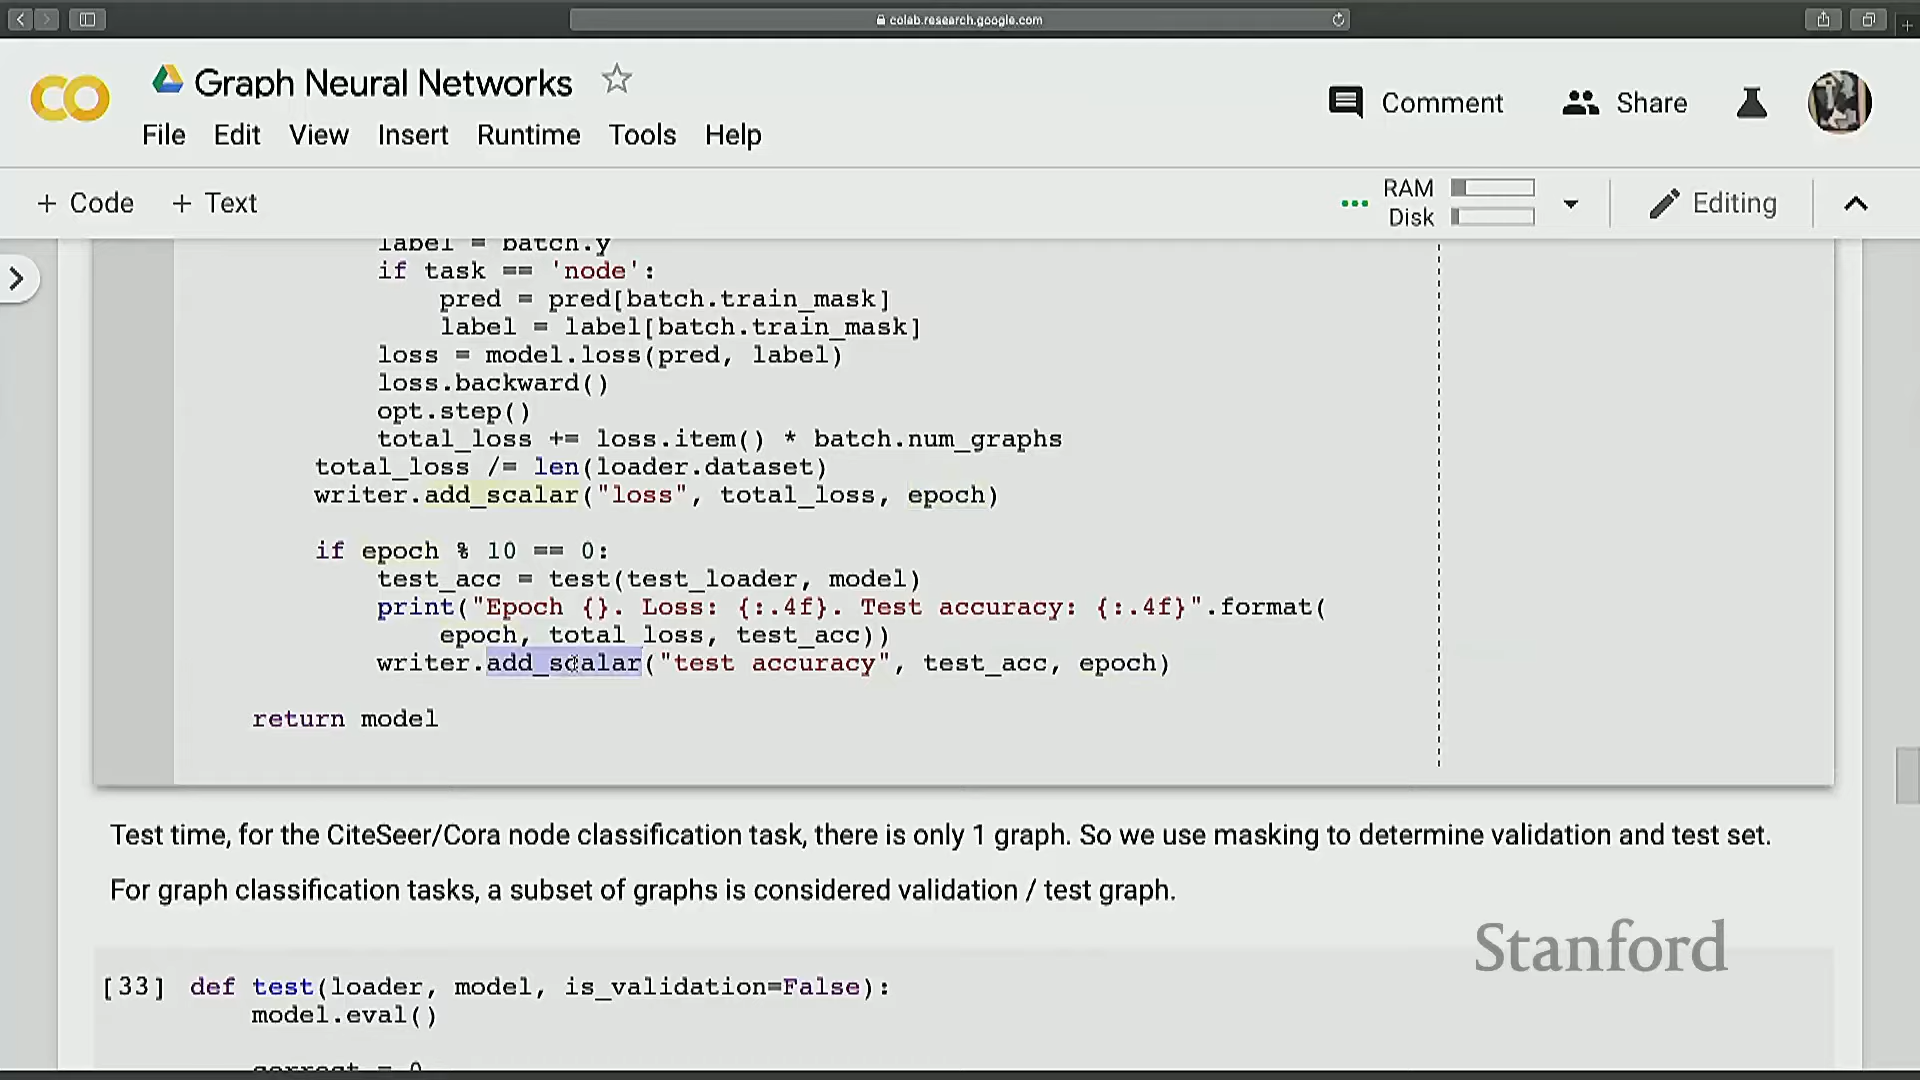 colab.research.google.com
Graph Neural Networks
Comment
Share
File Edit View Insert Runtime Tools Help
+ Code + Text
RAM
Disk
Editing
label = batch.y
if task == 'node':
pred = pred[batch.train_mask]
label = label[batch.train_mask]
loss = model.loss(pred, label)
loss.backward()
opt.step()
total_loss += loss.item() * batch.num_graphs
total_loss /= len(loader.dataset)
writer.add_scalar("loss", total_loss, epoch)
if epoch % 10 == 0:
test_acc = test(test_loader, model)
print("Epoch {}. Loss: {:.4f}. Test accuracy: {:.4f}".format(
epoch, total_loss, test_acc))
writer.add_scalar("test accuracy", test_acc, epoch)
return model
Test time, for the CiteSeer/Cora node classification task, there is only 1 graph. So we use masking to determine validation and test set.
For graph classification tasks, a subset of graphs is considered validation / test graph.
Stanford
[33] def test(loader, model, is_validation=False):
model.eval()
correct = 0